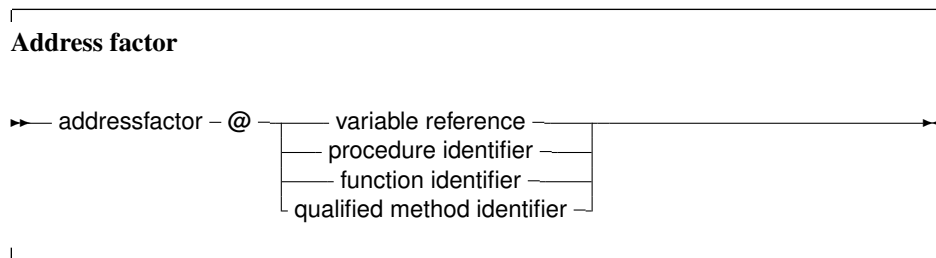 Address factor
addressfactor @ variable reference
procedure identifier
function identifier
qualified method identifier